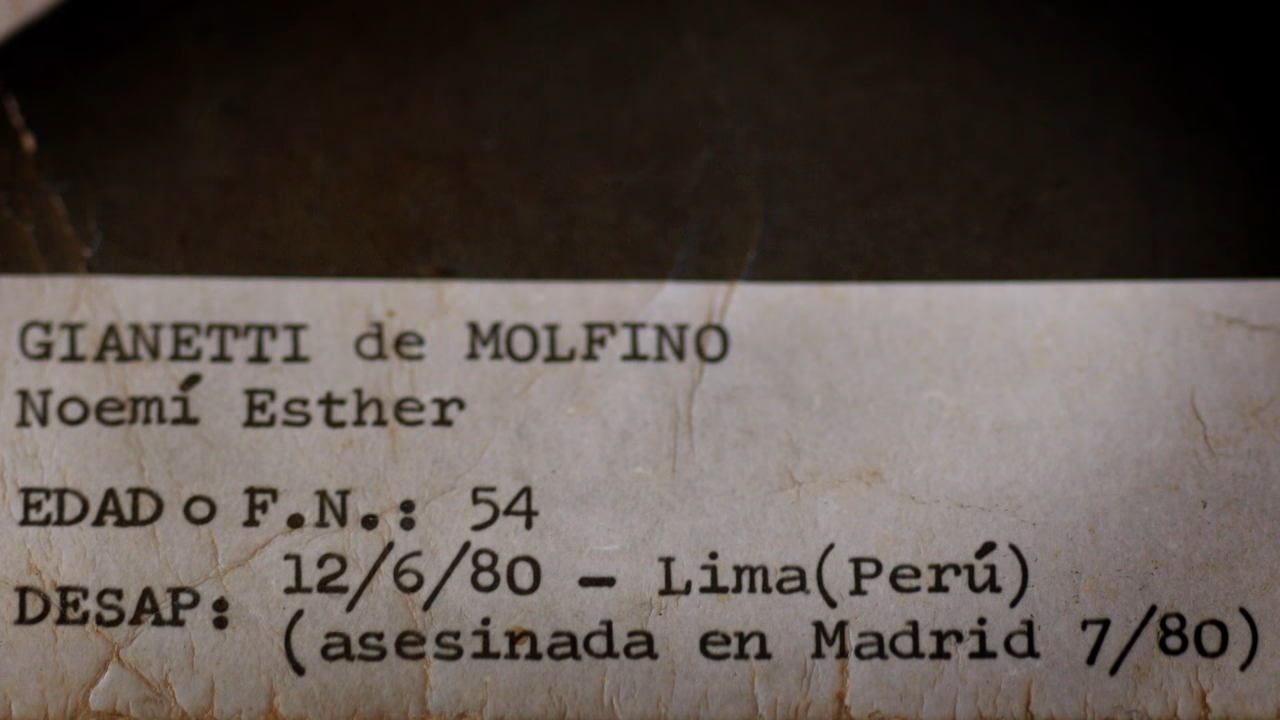 GIANETTI de MOLFINO
Noemí Esther
EDAD o F.N.: 54
DESAP: 12/6/80 - Lima(Perú)
(asesinada en Madrid 7/80)